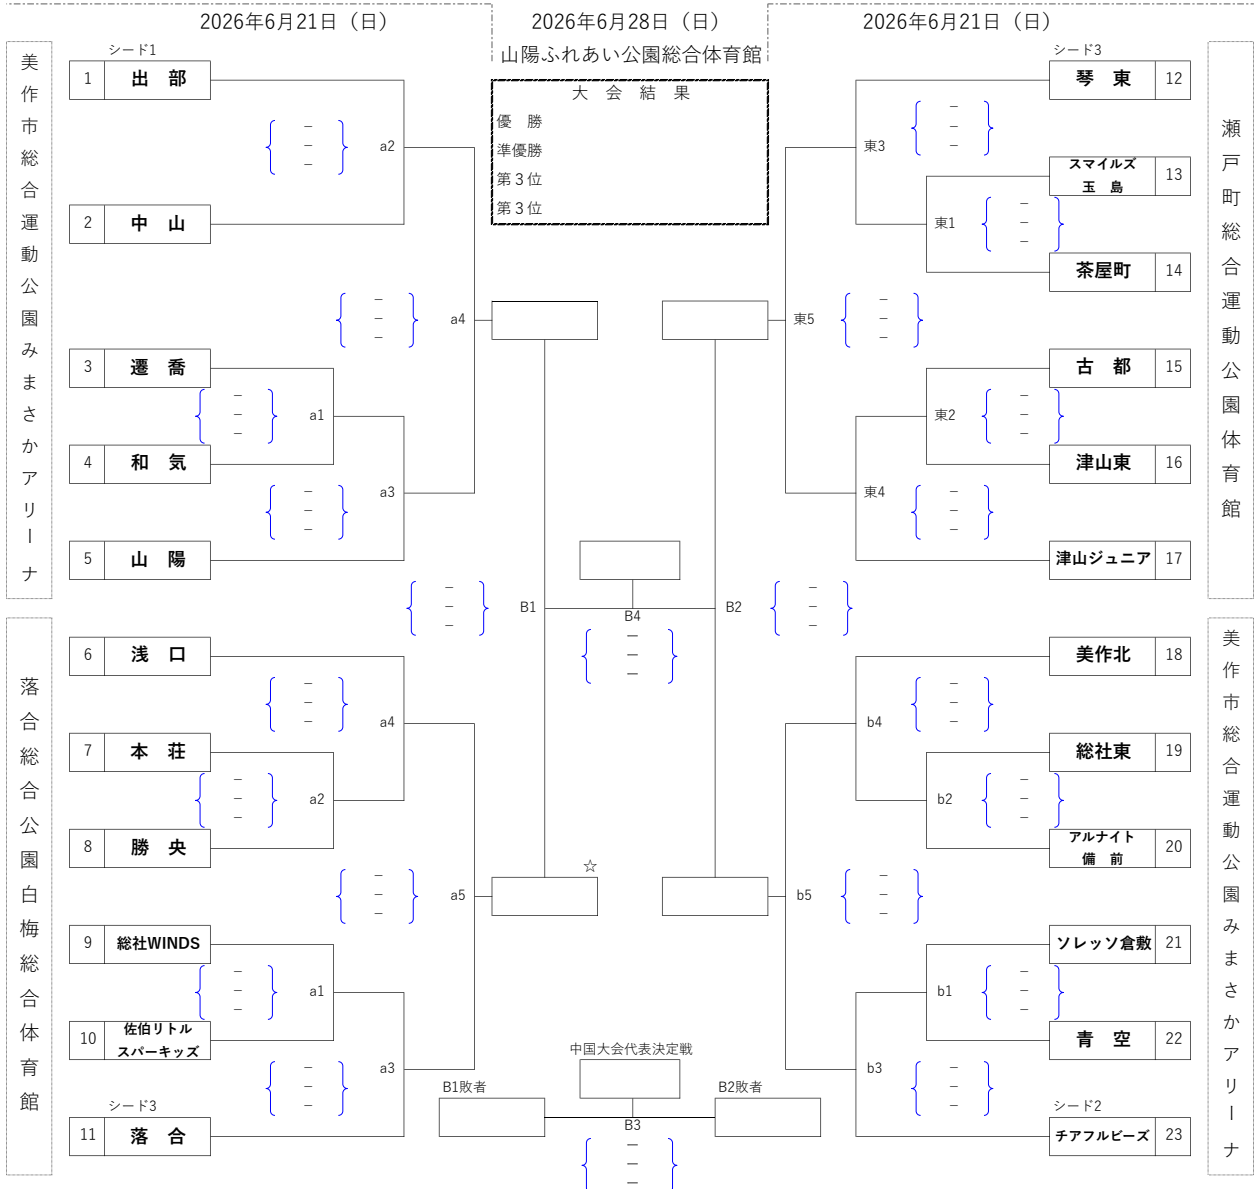 2026年6月21日（日）
2026年6月28日（日）
2026年6月21日（日）
山陽ふれあい公園総合体育館
大　会　結　果
優　勝
準優勝
第３位
第３位
美作市総合運動公園みまさかアリーナ
シード1
1 出　部
a2
2 中　山
a4
3 遷　喬
a1
4 和　気
a3
5 山　陽
B1
落合総合公園白梅総合体育館
6 浅　口
a4
7 本　荘
a2
8 勝　央
☆
a5
9 総社WINDS
a1
10 佐伯リトル
スパーキッズ
a3
シード3
11 落　合
B4
中国大会代表決定戦
B1敗者
B2敗者
B3
瀬戸町総合運動公園体育館
シード3
琴　東 12
東3
スマイルズ
玉　島 13
東1
茶屋町 14
東5
古　都 15
東2
津山東 16
東4
津山ジュニア 17
B2
美作市総合運動公園みまさかアリーナ
美作北 18
b4
総社東 19
b2
アルナイト
備　前 20
b5
ソレッソ倉敷 21
b1
青　空 22
b3
シード2
チアフルビーズ 23